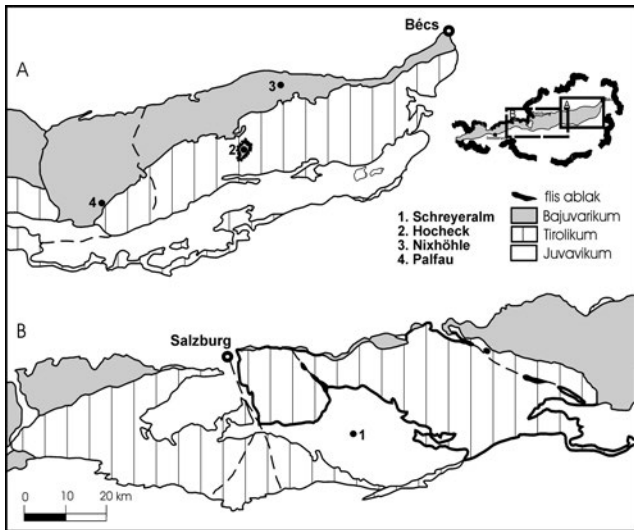 Bécs
A
3
2
4
flis ablak
Bajuvarikum
Tirolikum
Juvavikum
1. Schreyeralm
2. Hocheck
3. Nixhöhle
4. Palfau
B
Salzburg
1
0 10 20 km